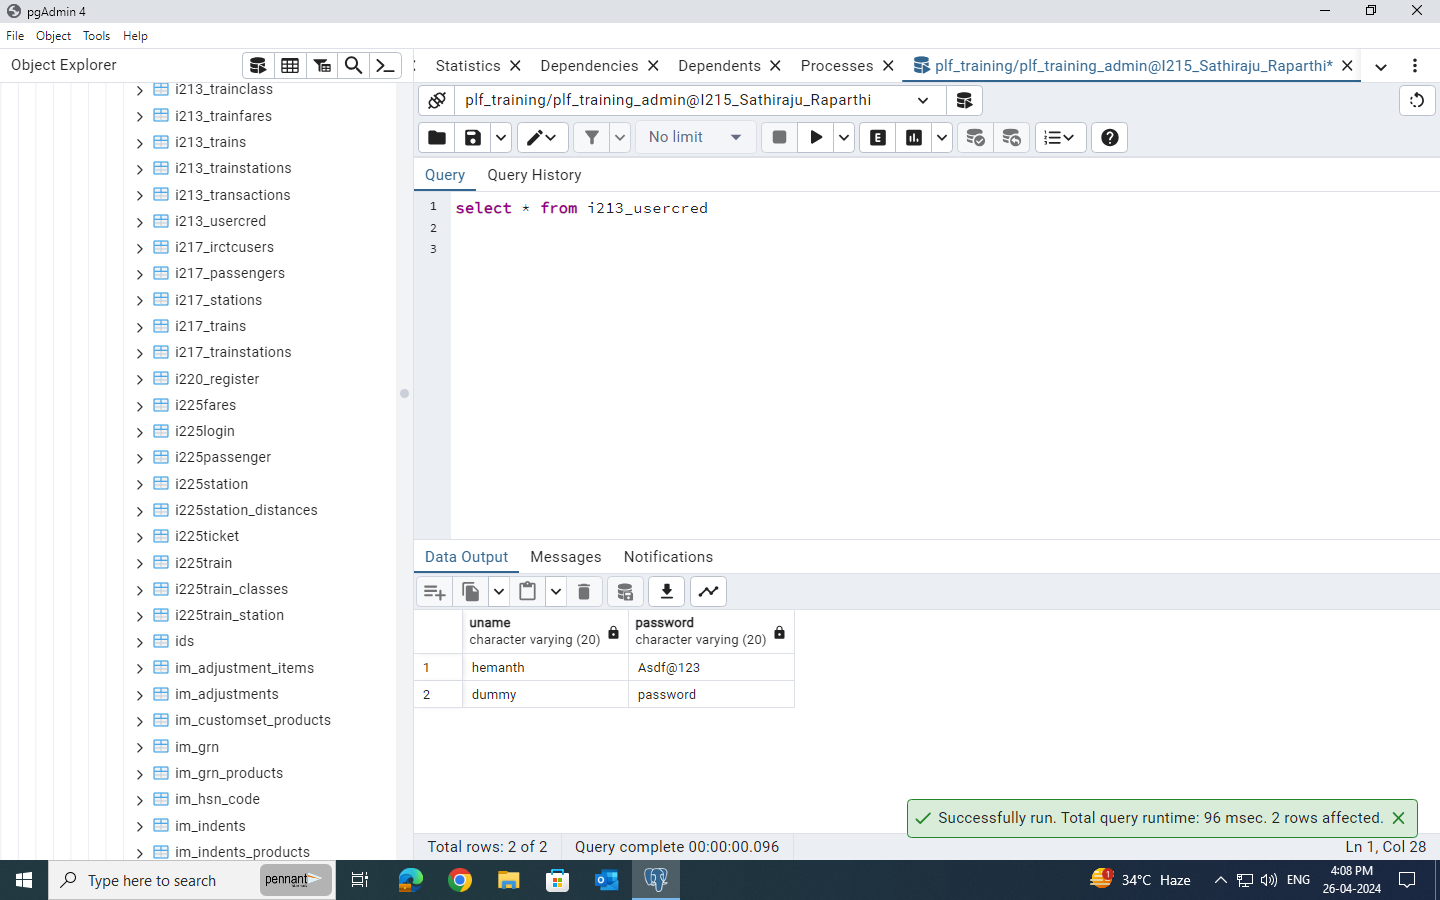 pgAdmin 4
File Object Tools Help
Object Explorer
Statistics Dependencies Dependents Processes plf_training/plf_training_admin@I215_Sathiraju_Raparthi*
plf_training/plf_training_admin@I215_Sathiraju_Raparthi
No limit
E
Query Query History
1 select * from i213_usercred
2
3
i213_trainclass
i213_trainfares
i213_trains
i213_trainstations
i213_transactions
i213_usercred
i217_irctcusers
i217_passengers
i217_stations
i217_trains
i217_trainstations
i220_register
i225fares
i225login
i225passenger
i225station
i225station_distances
i225ticket
i225train
i225train_classes
i225train_station
ids
im_adjustment_items
im_adjustments
im_customset_products
im_grn
im_grn_products
im_hsn_code
im_indents
im_indents_products
Data Output Messages Notifications
uname password
character varying (20) character varying (20)
1 hemanth Asdf@123
2 dummy password
Successfully run. Total query runtime: 96 msec. 2 rows affected.
Total rows: 2 of 2 Query complete 00:00:00.096 Ln 1, Col 28
Type here to search pennant 1 34°C Haze ENG 4:08 PM
26-04-2024